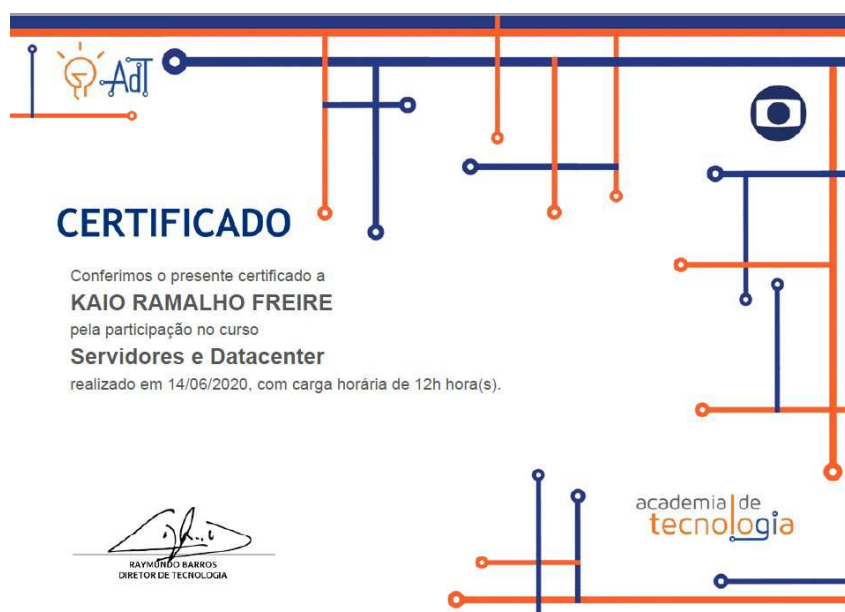 AdT
CERTIFICADO
Conferimos o presente certificado a
KAIO RAMALHO FREIRE
pela participação no curso
Servidores e Datacenter
realizado em 14/06/2020, com carga horária de 12h hora(s).
RAYMUNDO BARROS
DIRETOR DE TECNOLOGIA
academia de
tecnologia